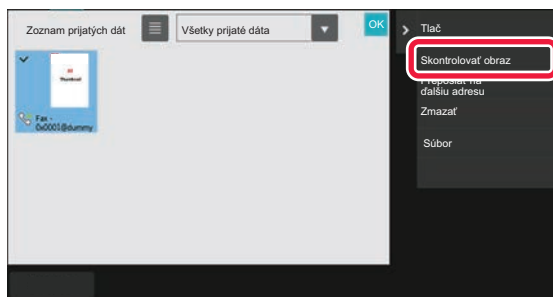 Zoznam prijatých dát
Všetky prijaté dáta
OK
Tlač
Skontrolovať obraz
Preposlať na
ďalšiu adresu
Zmazať
Súbor
Thumbnail
Fax -
0x0001@dummy